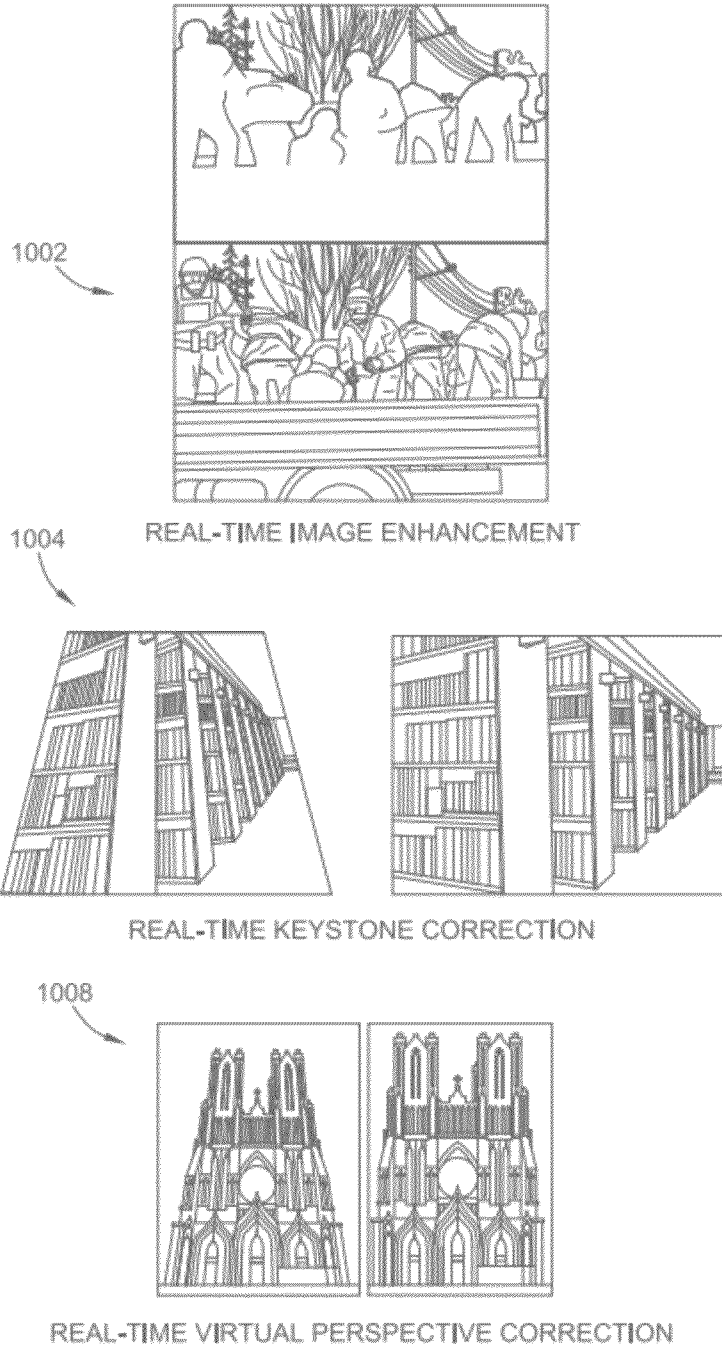 1002
REAL-TIME IMAGE ENHANCEMENT
1004
REAL-TIME KEYSTONE CORRECTION
1008
REAL-TIME VIRTUAL PERSPECTIVE CORRECTION